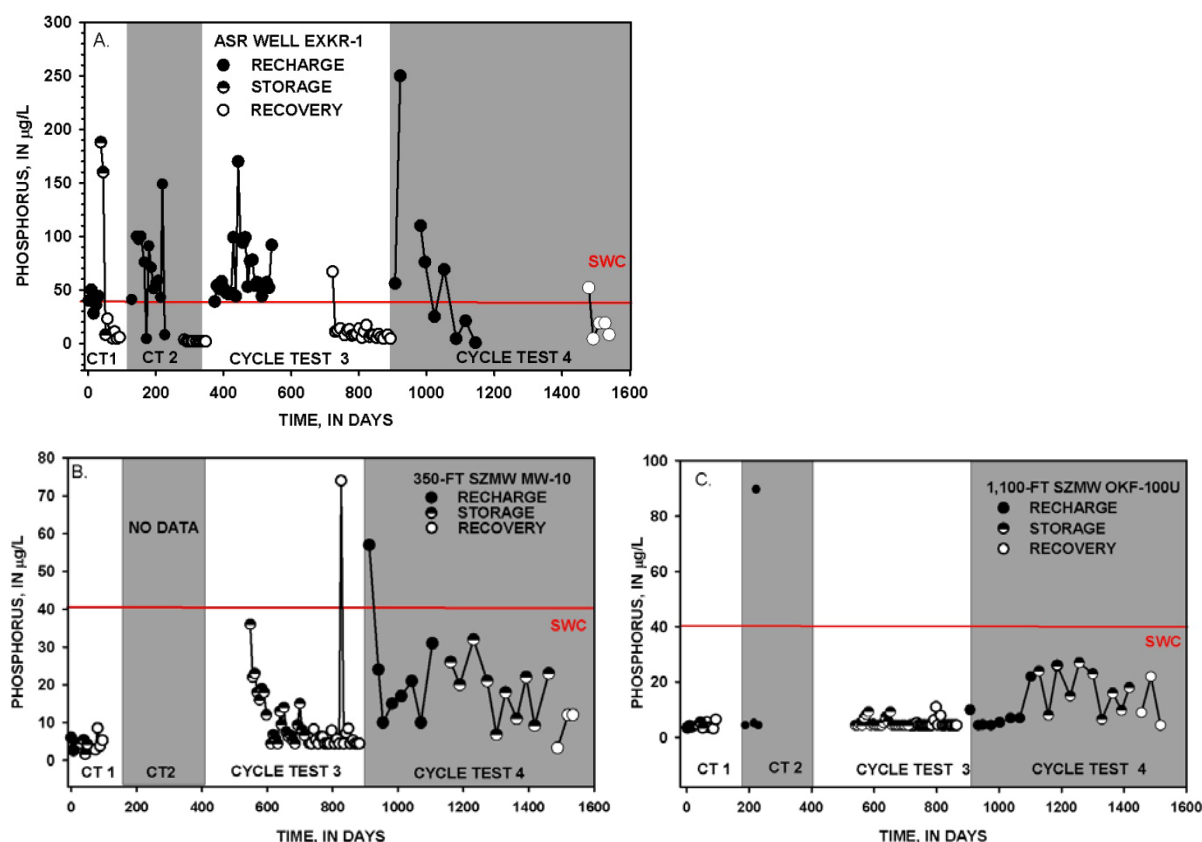 A.
ASR WELL EXKR-1
RECHARGE
STORAGE
RECOVERY
PHOSPHORUS, IN µg/L
300
250
200
150
100
50
0
SWC
CT1
CT 2
CYCLE TEST 3
CYCLE TEST 4
0 200 400 600 800 1000 1200 1400 1600
TIME, IN DAYS
B.
350-FT SZMW MW-10
RECHARGE
STORAGE
RECOVERY
NO DATA
PHOSPHORUS, IN µg/L
80
70
60
50
40
30
20
10
0
SWC
CT 1
CT2
CYCLE TEST 3
CYCLE TEST 4
0 200 400 600 800 1000 1200 1400 1600
TIME, IN DAYS
C.
1,100-FT SZMW OKF-100U
RECHARGE
STORAGE
RECOVERY
PHOSPHORUS, IN µg/L
100
80
60
40
20
0
SWC
CT 1
CT 2
CYCLE TEST 3
CYCLE TEST 4
0 200 400 600 800 1000 1200 1400 1600
TIME, IN DAYS